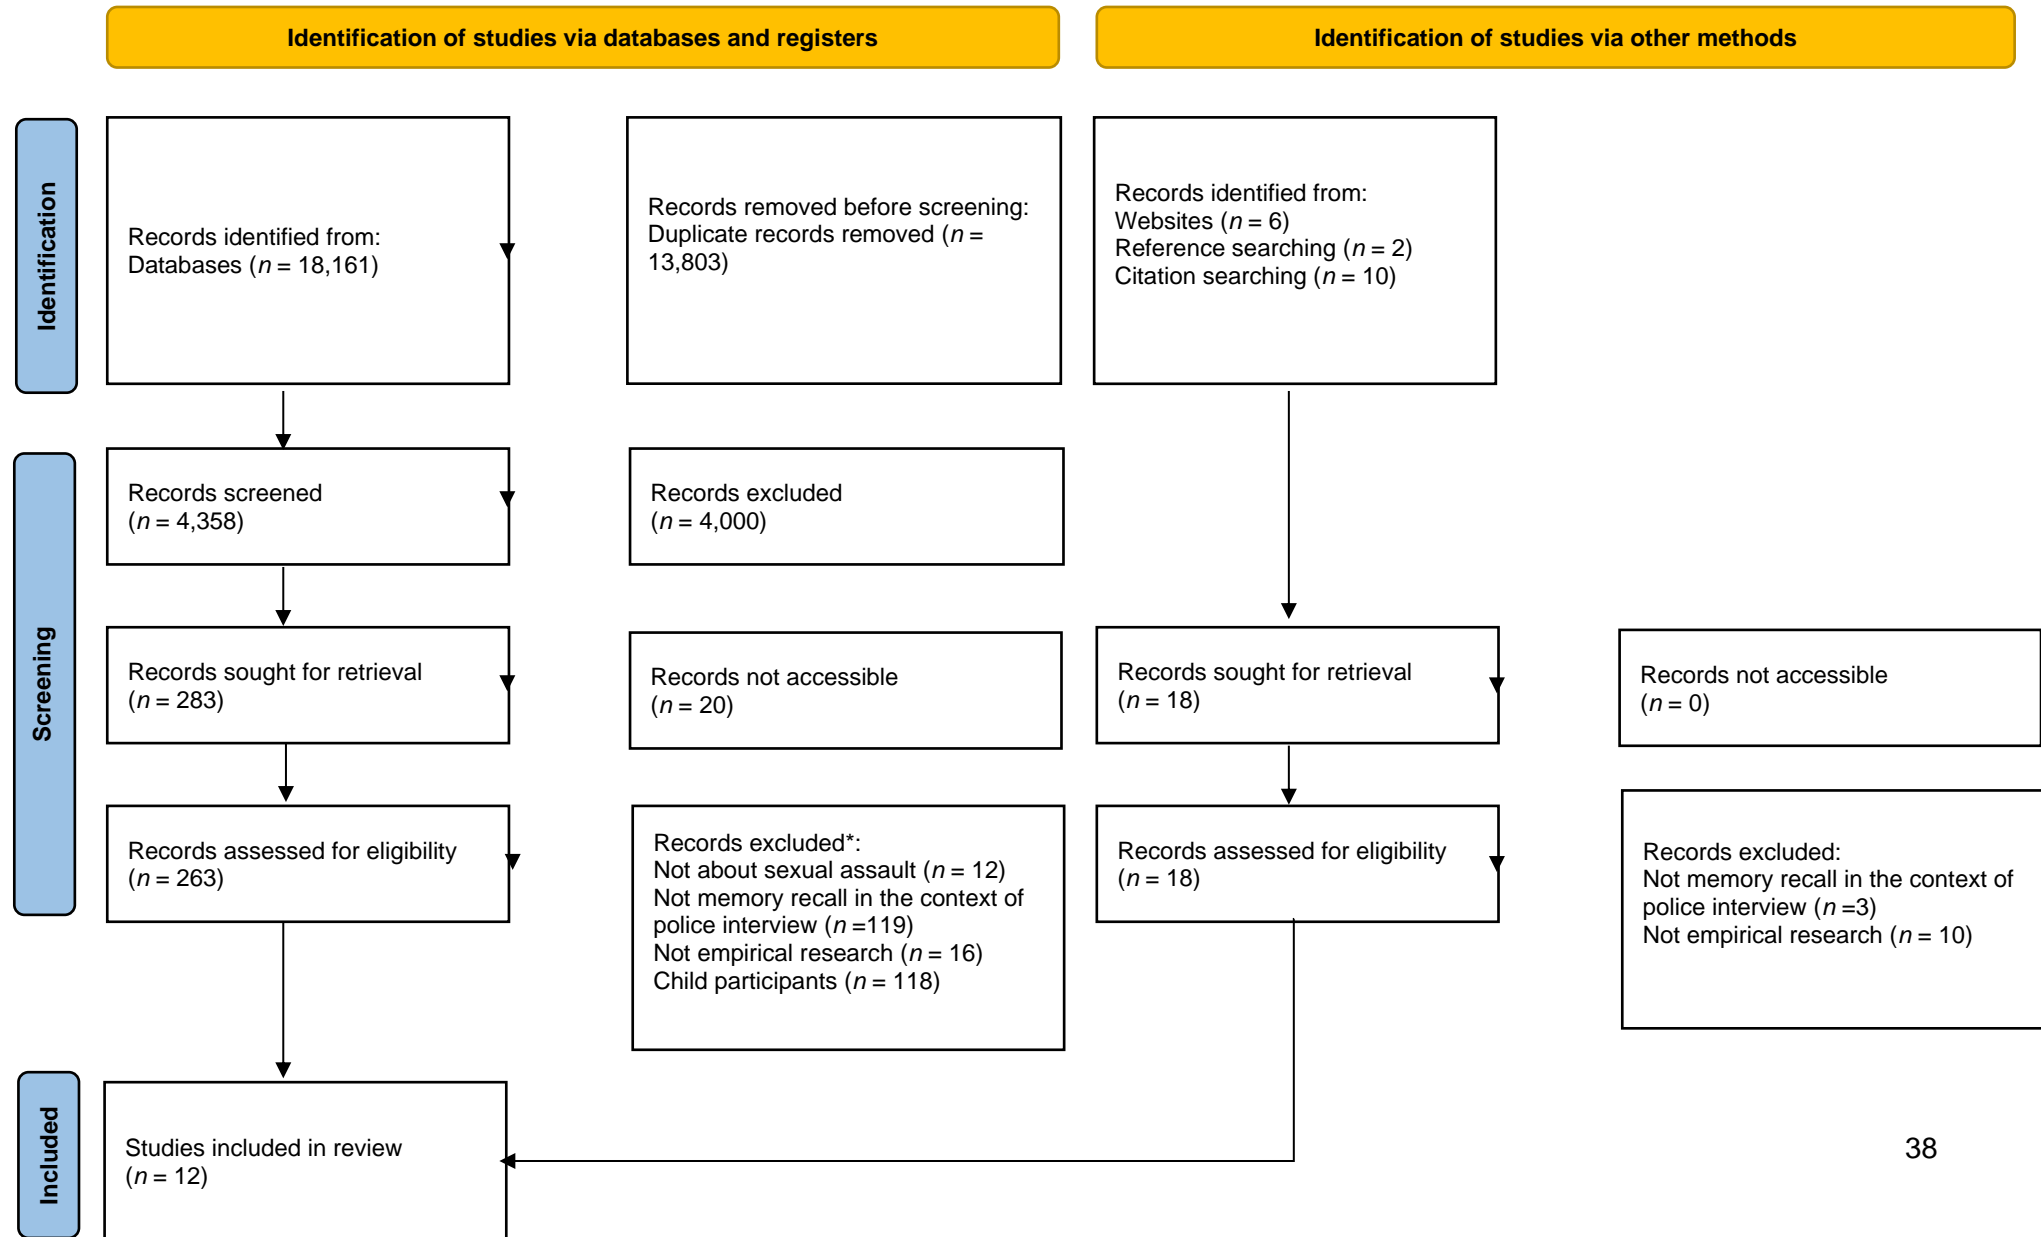 Identification of studies via databases and registers
Identification of studies via other methods
Identification
Records identified from:
Databases (n = 18,161)
Records removed before screening:
Duplicate records removed (n =
13,803)
Records identified from:
Websites (n = 6)
Reference searching (n = 2)
Citation searching (n = 10)
Screening
Records screened
(n = 4,358)
Records excluded
(n = 4,000)
Records sought for retrieval
(n = 283)
Records not accessible
(n = 20)
Records sought for retrieval
(n = 18)
Records not accessible
(n = 0)
Records assessed for eligibility
(n = 263)
Records excluded*:
Not about sexual assault (n = 12)
Not memory recall in the context of
police interview (n =119)
Not empirical research (n = 16)
Child participants (n = 118)
Records assessed for eligibility
(n = 18)
Records excluded:
Not memory recall in the context of
police interview (n =3)
Not empirical research (n = 10)
Included
Studies included in review
(n = 12)
38